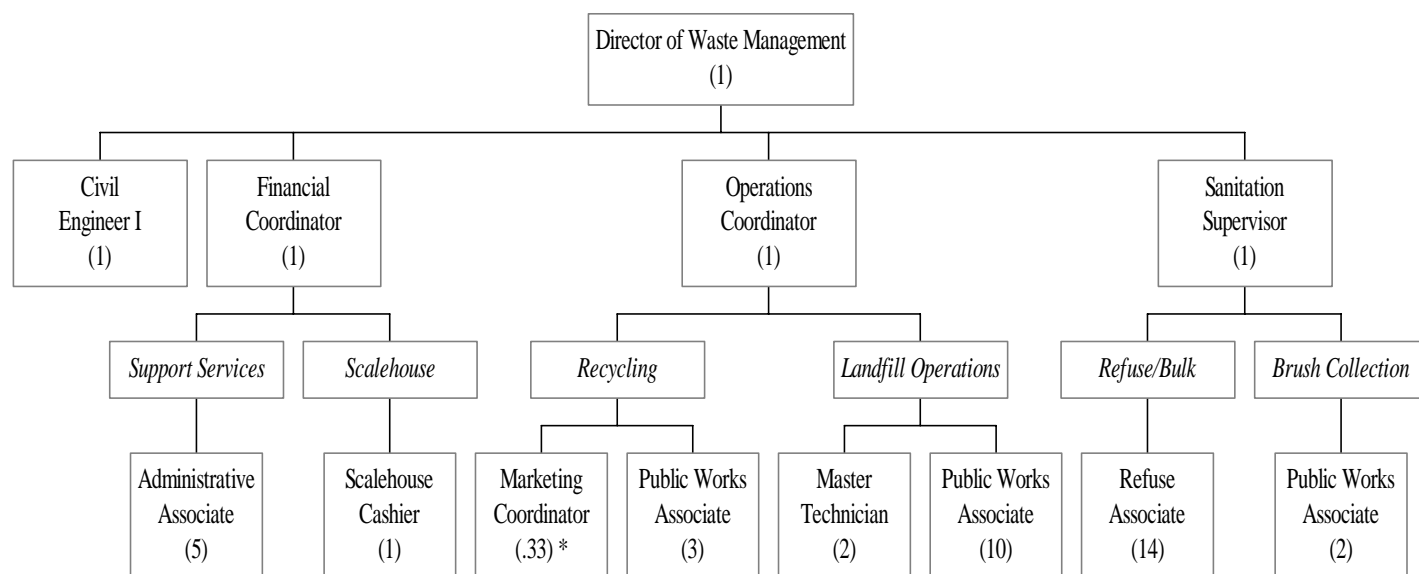 Director of Waste Management
(1)
Civil
Engineer I
(1)
Financial
Coordinator
(1)
Operations
Coordinator
(1)
Sanitation
Supervisor
(1)
Support Services
Scalehouse
Recycling
Landfill Operations
Refuse/Bulk
Brush Collection
Administrative
Associate
(5)
Scalehouse
Cashier
(1)
Marketing
Coordinator
(.33) *
Public Works
Associate
(3)
Master
Technician
(2)
Public Works
Associate
(10)
Refuse
Associate
(14)
Public Works
Associate
(2)